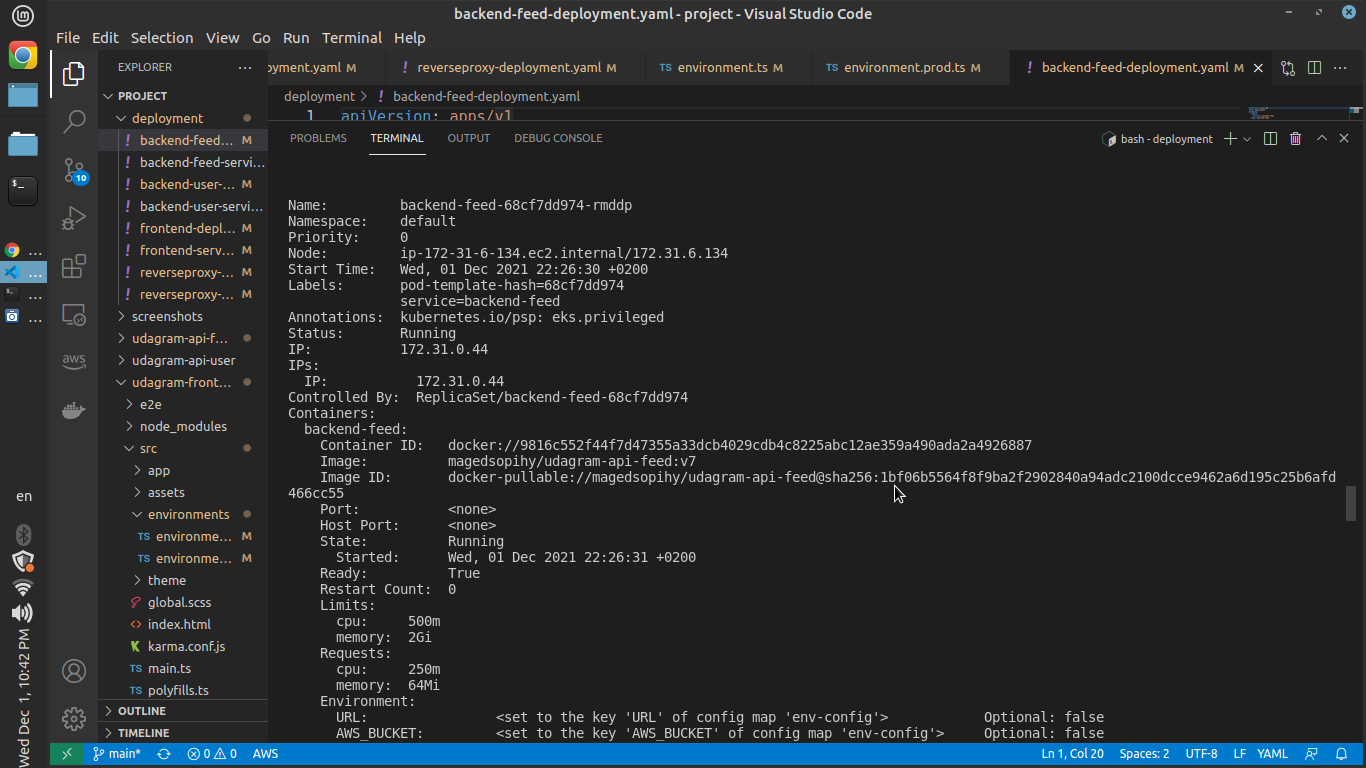 backend-feed-deployment.yaml - project - Visual Studio Code
File Edit Selection View Go Run Terminal Help
EXPLORER ...
oyment.yaml M
! reverseproxy-deployment.yaml M
TS environment.ts M
TS environment.prod.ts M
! backend-feed-deployment.yaml M
PROJECT
deployment
! backend-feed... M
! backend-feed-servi...
! backend-user-... M
! backend-user-servi...
! frontend-depl... M
! frontend-serv... M
! reverseproxy-... M
! reverseproxy-... M
screenshots
udagram-api-f...
udagram-api-user
udagram-front...
e2e
node_modules
src
app
assets
environments
TS environme... M
TS environme... M
theme
global.scss
index.html
karma.conf.js
TS main.ts
TS polyfills.ts
OUTLINE
TIMELINE
deployment > ! backend-feed-deployment.yaml
1 apiVersion: apps/v1
PROBLEMS TERMINAL OUTPUT DEBUG CONSOLE
bash - deployment
Name: backend-feed-68cf7dd974-rmddp
Namespace: default
Priority: 0
Node: ip-172-31-6-134.ec2.internal/172.31.6.134
Start Time: Wed, 01 Dec 2021 22:26:30 +0200
Labels: pod-template-hash=68cf7dd974
service=backend-feed
Annotations: kubernetes.io/psp: eks.privileged
Status: Running
IP: 172.31.0.44
IPs:
IP: 172.31.0.44
Controlled By: ReplicaSet/backend-feed-68cf7dd974
Containers:
backend-feed:
Container ID: docker://9816c552f44f7d47355a33dcb4029cdb4c8225abc12ae359a490ada2a4926887
Image: magedsopihy/udagram-api-feed:v7
Image ID: docker-pullable://magedsopihy/udagram-api-feed@sha256:1bf06b5564f8f9ba2f2902840a94adc2100dcce9462a6d195c25b6afd
466cc55
Port: <none>
Host Port: <none>
State: Running
Started: Wed, 01 Dec 2021 22:26:31 +0200
Ready: True
Restart Count: 0
Limits:
cpu: 500m
memory: 2Gi
Requests:
cpu: 250m
memory: 64Mi
Environment:
URL: <set to the key 'URL' of config map 'env-config'> Optional: false
AWS_BUCKET: <set to the key 'AWS_BUCKET' of config map 'env-config'> Optional: false
aws
10
en
Wed Dec 1, 10:42 PM
main* 0 0 AWS
Ln 1, Col 20 Spaces: 2 UTF-8 LF YAML